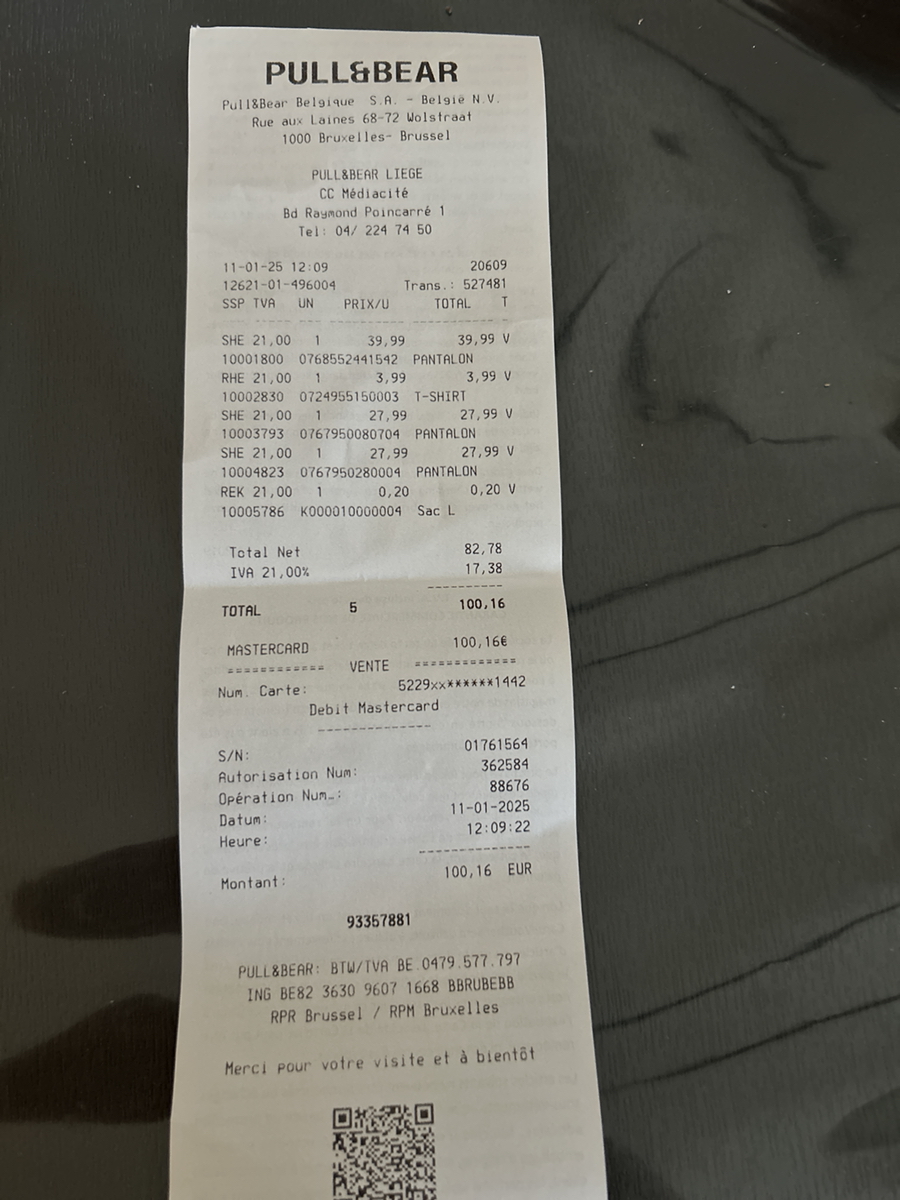 PULL&BEAR
Pull&Bear Belgique S.A. - België N.V.
Rue aux Laines 68-72 Wolstraat
1000 Bruxelles- Brussel
PULL&BEAR LIEGE
CC Médiacité
Bd Raymond Poincarré 1
Tel: 04/ 224 74 50
11-01-25 12:09 20609
12621-01-496004 Trans.: 527481
SSP TVA UN PRIX/U TOTAL T
SHE 21,00 1 39,99 39,99 V
10001800 0768552441542 PANTALON
RHE 21,00 1 3,99 3,99 V
10002830 0724955150003 T-SHIRT
SHE 21,00 1 27,99 27,99 V
10003793 0767950080704 PANTALON
SHE 21,00 1 27,99 27,99 V
10004823 0767950280004 PANTALON
REK 21,00 1 0,20 0,20 V
10005786 K000010000004 Sac L
Total Net 82,78
IVA 21,00% 17,38
TOTAL 5 100,16
MASTERCARD 100,16€
============ VENTE =============
Num. Carte: 5229xx******1442
Debit Mastercard
S/N: 01761564
Autorisation Num: 362584
Opération Num.: 88676
Datum: 11-01-2025
Heure: 12:09:22
Montant: 100,16 EUR
93357881
PULL&BEAR: BTW/TVA BE.0479.577.797
ING BE82 3630 9607 1668 BBRUBEBB
RPR Brussel / RPM Bruxelles
Merci pour votre visite et à bientôt